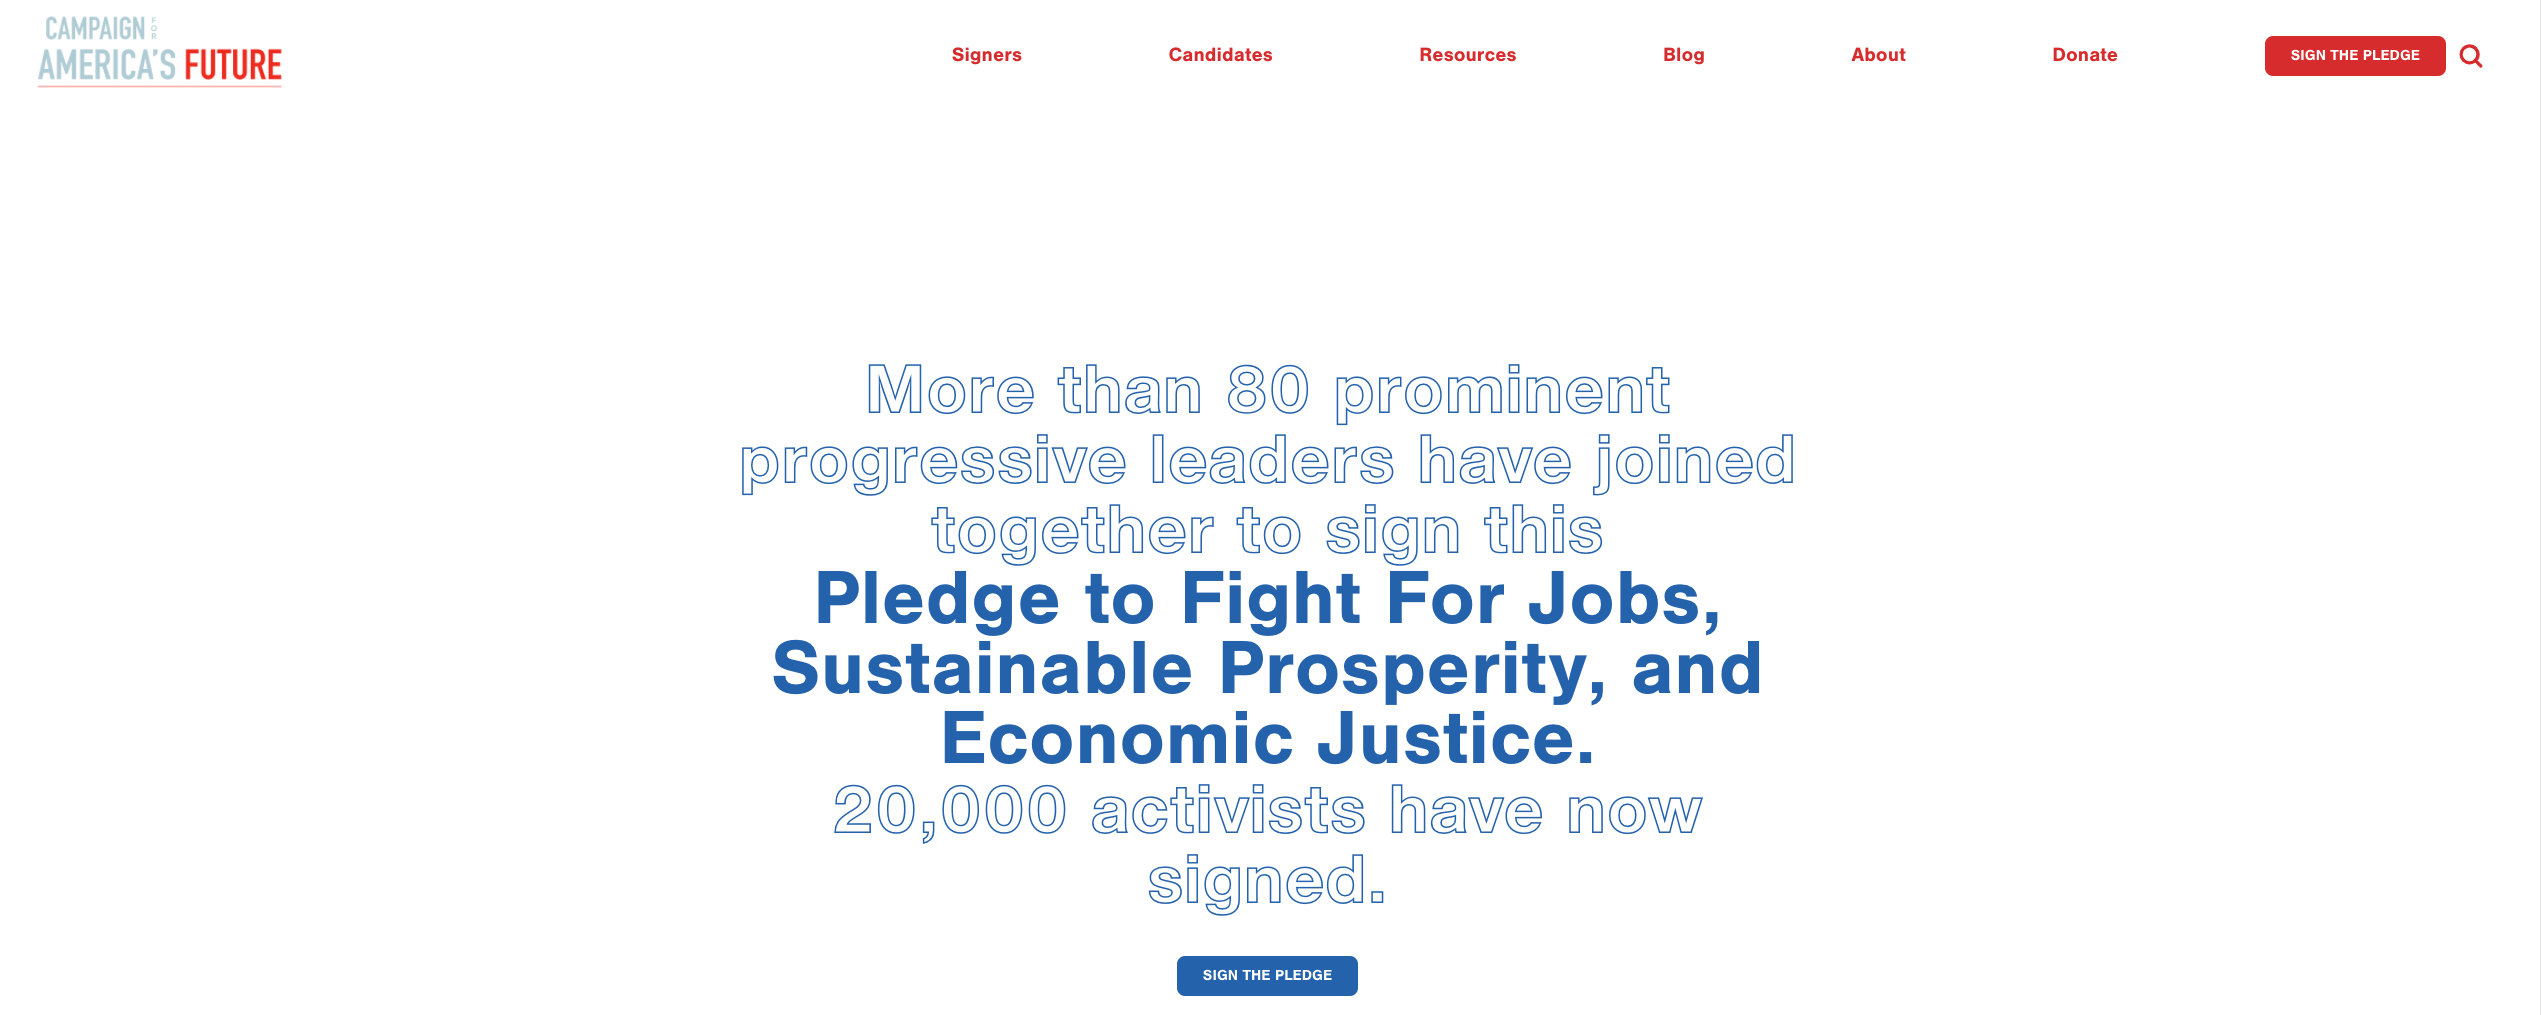 CAMPAIGN FOR
AMERICA'S FUTURE
Signers
Candidates
Resources
Blog
About
Donate
SIGN THE PLEDGE
More than 80 prominent
progressive leaders have joined
together to sign this
Pledge to Fight For Jobs,
Sustainable Prosperity, and
Economic Justice.
20,000 activists have now
signed.
SIGN THE PLEDGE